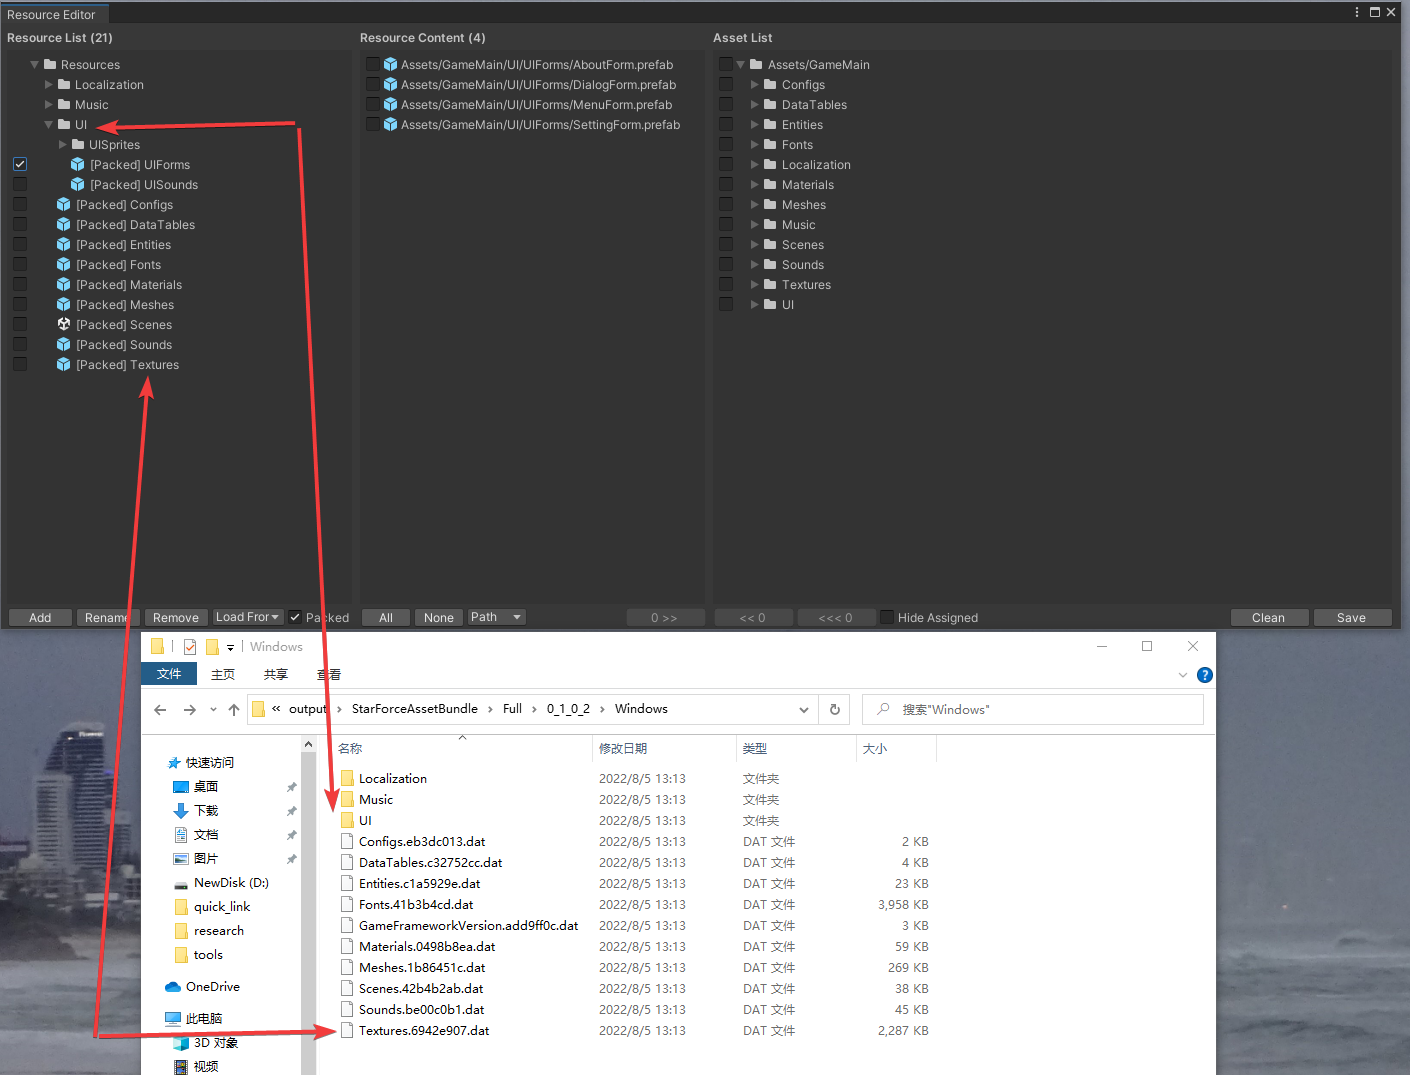 Resource Editor
Resource List (21)
Resources
Localization
Music
UI
UISprites
[Packed] UIForms
[Packed] UISounds
[Packed] Configs
[Packed] DataTables
[Packed] Entities
[Packed] Fonts
[Packed] Materials
[Packed] Meshes
[Packed] Scenes
[Packed] Sounds
[Packed] Textures
Add Rename Remove Load Fror Packed
Resource Content (4)
Assets/GameMain/UI/UIForms/AboutForm.prefab
Assets/GameMain/UI/UIForms/DialogForm.prefab
Assets/GameMain/UI/UIForms/MenuForm.prefab
Assets/GameMain/UI/UIForms/SettingForm.prefab
All None Path 0 >>
Asset List
Assets/GameMain
Configs
DataTables
Entities
Fonts
Localization
Materials
Meshes
Music
Scenes
Sounds
Textures
UI
<< 0 <<< 0 Hide Assigned Clean Save
Windows
文件 主页 共享 查看
« output › StarForceAssetBundle › Full › 0_1_0_2 › Windows
搜索"Windows"
快速访问
桌面
下载
文档
图片
NewDisk (D:)
quick_link
research
tools
OneDrive
此电脑
3D 对象
视频
名称 修改日期 类型 大小
Localization 2022/8/5 13:13 文件夹
Music 2022/8/5 13:13 文件夹
UI 2022/8/5 13:13 文件夹
Configs.eb3dc013.dat 2022/8/5 13:13 DAT 文件 2 KB
DataTables.c32752cc.dat 2022/8/5 13:13 DAT 文件 4 KB
Entities.c1a5929e.dat 2022/8/5 13:13 DAT 文件 23 KB
Fonts.41b3b4cd.dat 2022/8/5 13:13 DAT 文件 3,958 KB
GameFrameworkVersion.add9ff0c.dat 2022/8/5 13:13 DAT 文件 3 KB
Materials.0498b8ea.dat 2022/8/5 13:13 DAT 文件 59 KB
Meshes.1b86451c.dat 2022/8/5 13:13 DAT 文件 269 KB
Scenes.42b4b2ab.dat 2022/8/5 13:13 DAT 文件 38 KB
Sounds.be00c0b1.dat 2022/8/5 13:13 DAT 文件 45 KB
Textures.6942e907.dat 2022/8/5 13:13 DAT 文件 2,287 KB